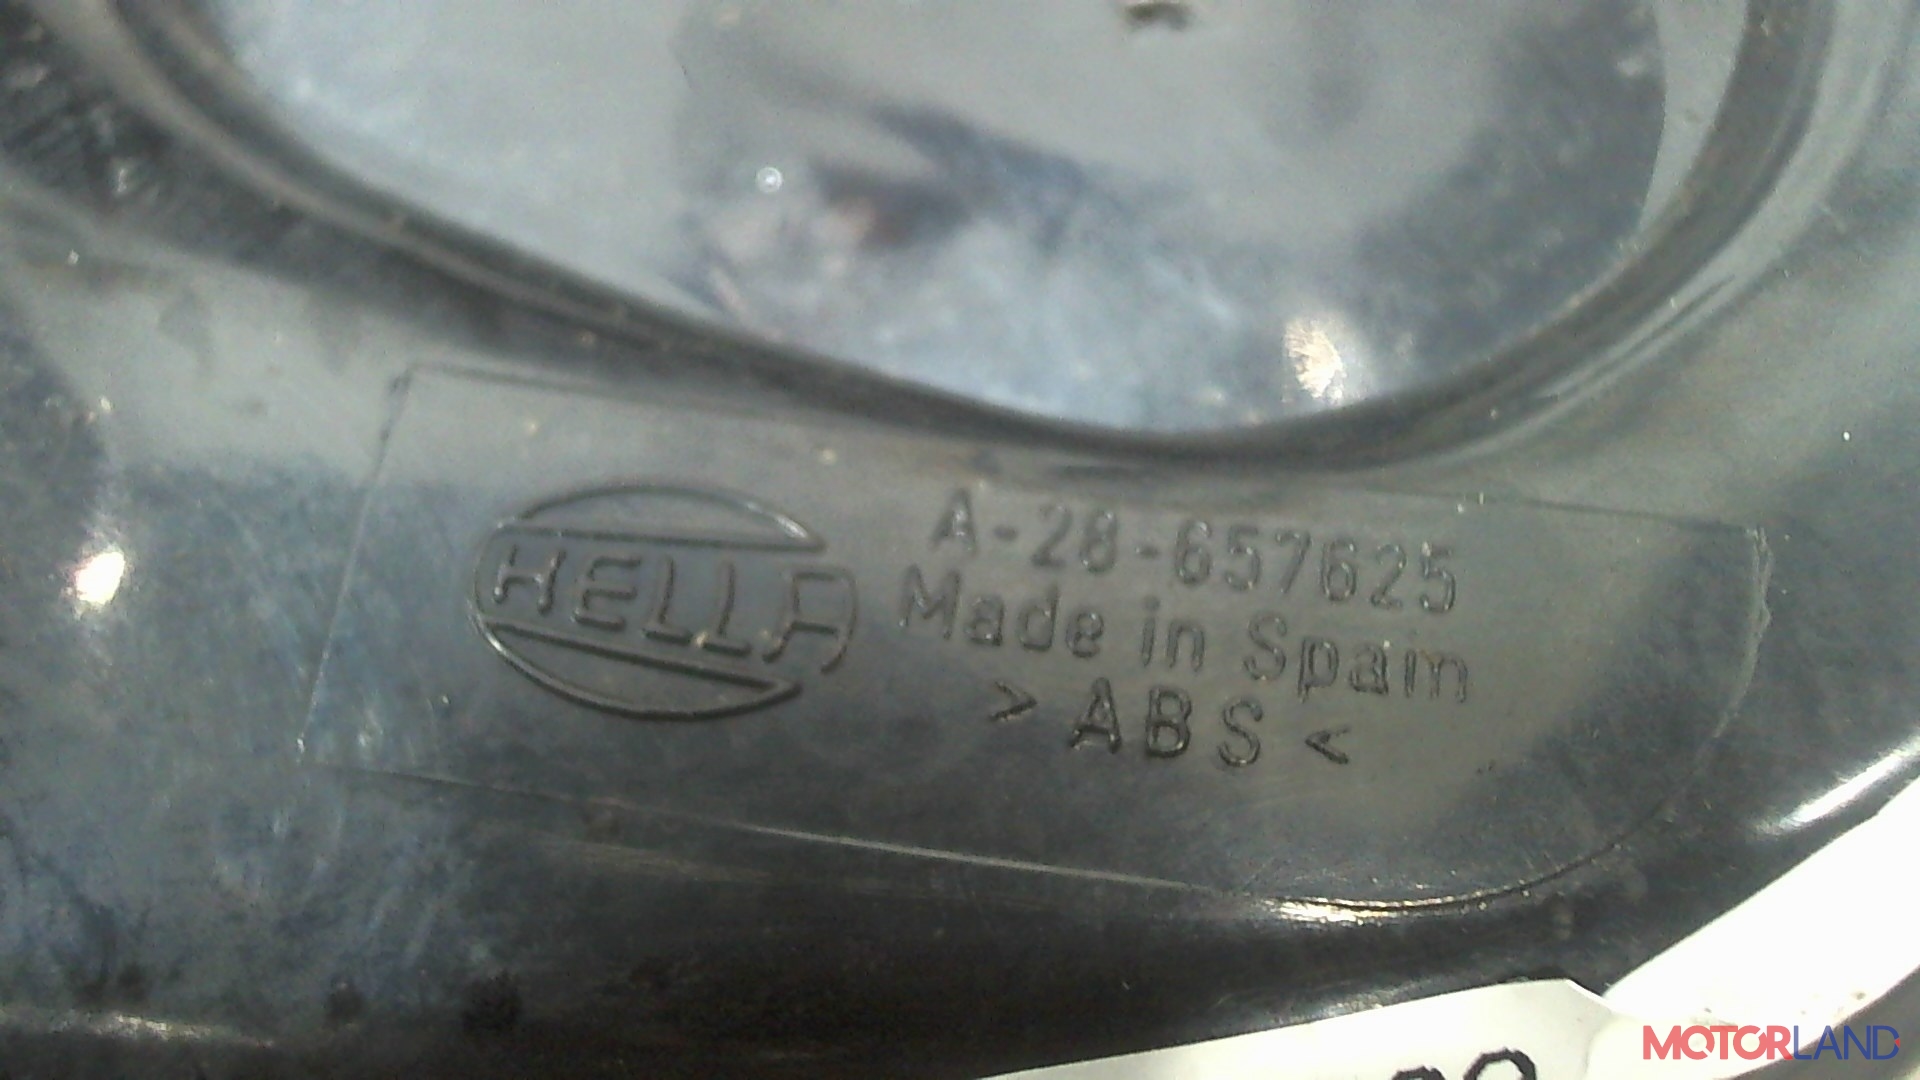 HELLA
A-28-657625
Made in Spain
> ABS <
MOTORLAND